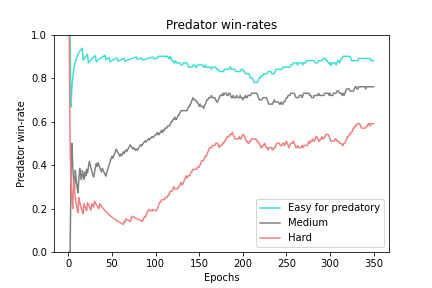 Predator win-rates
Predator win-rate
1.0
0.8
0.6
0.4
0.2
0.0
Easy for predatory
Medium
Hard
0
50
100
150
200
250
300
350
Epochs